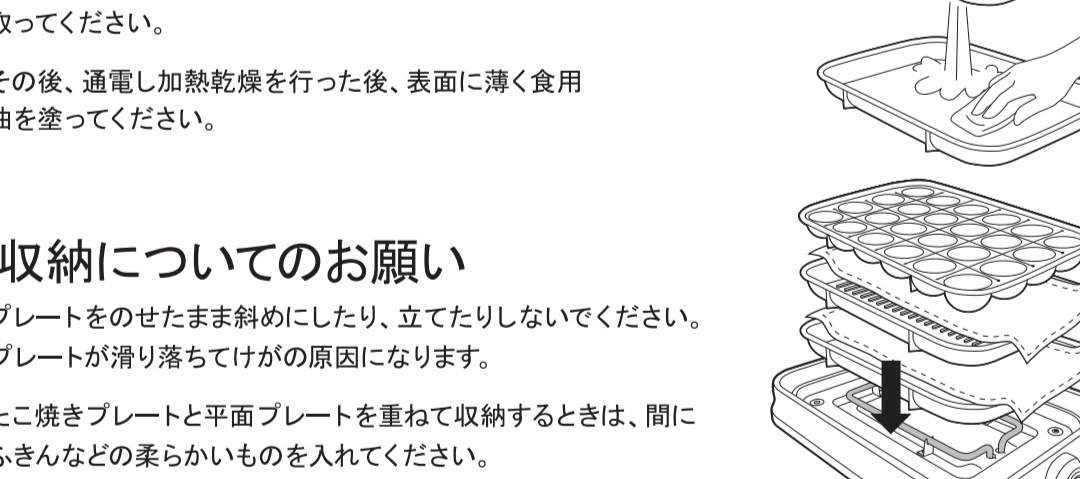 取ってください。
その後、通電し加熱乾燥を行った後、表面に薄く食用
油を塗ってください。
収納についてのお願い
プレートをのせたまま斜めにしたり、立てたりしないでください。
プレートが滑り落ちてけがの原因になります。
たこ焼きプレートと平面プレートを重ねて収納するときは、間に
ふきんなどの柔らかいものを入れてください。